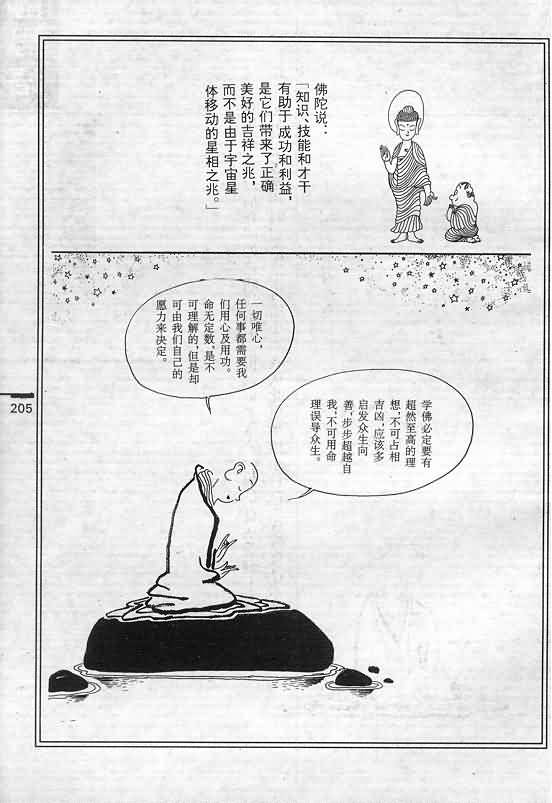 佛陀说：
「知识、技能和才干
有助于成功和利益，
是它们带来了正确
美好的吉祥之兆，
而不是由于宇宙星
体移动的星相之兆。」
一切唯心，
任何事都需要我
们用心及用功。
命无定数，是不
可理解的，但是却
可由我们自己的
愿力来决定。
学佛必定要有
超然至高的理
想，不可占相
吉凶，应该多
启发众生向
善，步步超越自
我，不可用命
理误导众生。
205